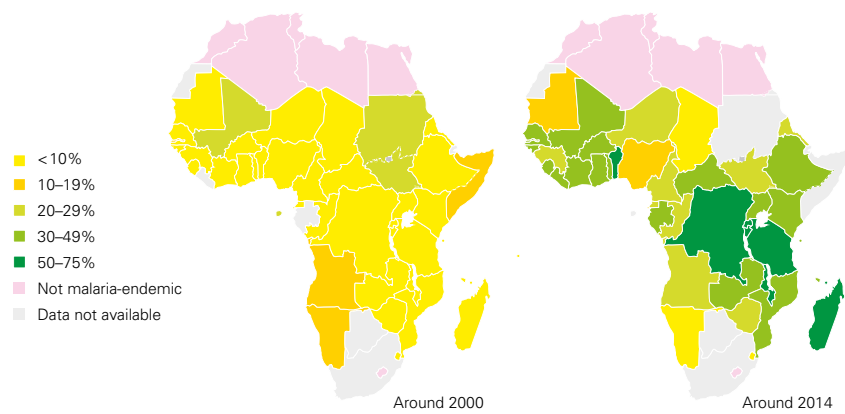 <10%
10–19%
20–29%
30–49%
50–75%
Not malaria-endemic
Data not available
Around 2000
Around 2014